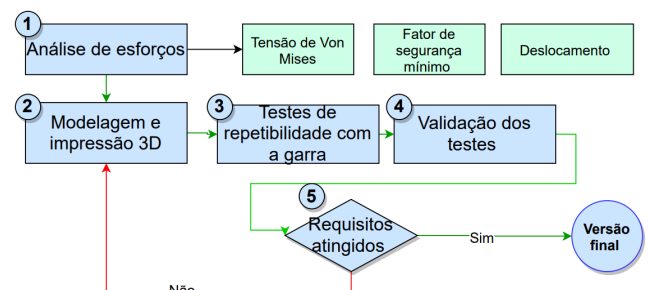 1
Análise de esforços
Tensão de Von
Mises
Fator de
segurança
mínimo
Deslocamento
2
Modelagem e
impressão 3D
3
Testes de
repetibilidade com
a garra
4
Validação dos
testes
5
Requisitos
atingidos
Sim
Versão
final
Não